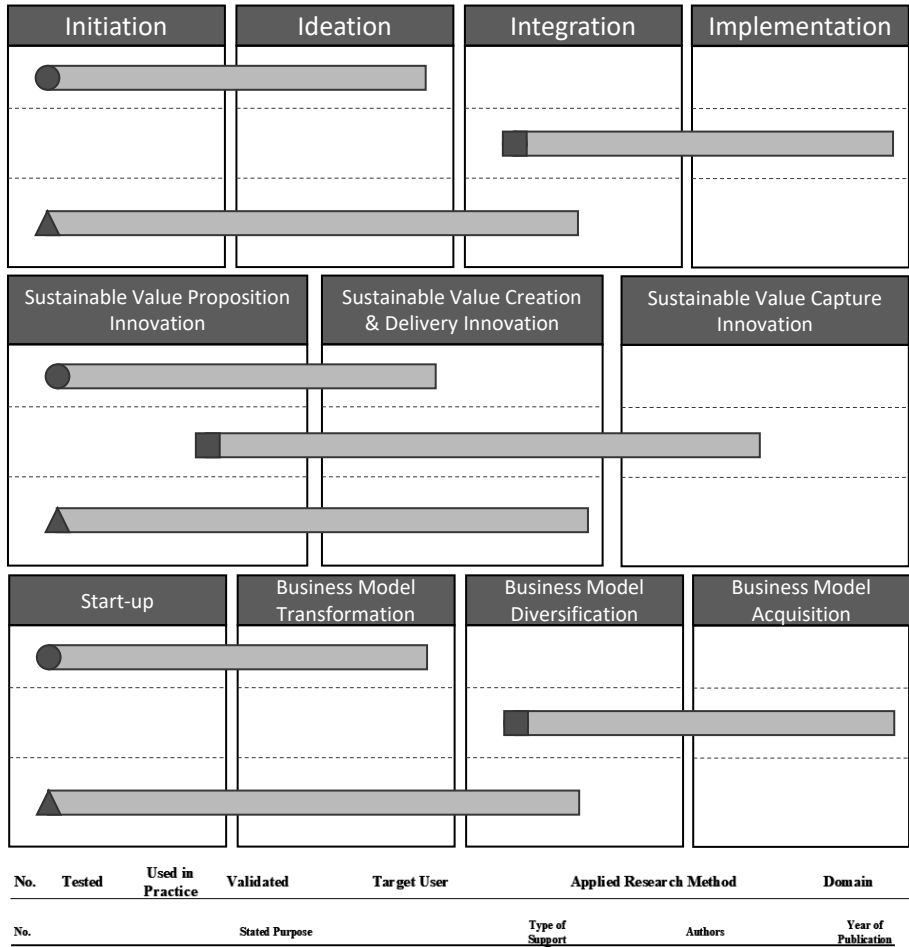 Initiation
Ideation
Integration
Implementation
Sustainable Value Proposition
Innovation
Sustainable Value Creation
& Delivery Innovation
Sustainable Value Capture
Innovation
Start-up
Business Model
Transformation
Business Model
Diversification
Business Model
Acquisition
No.
Tested
Used in
Practice
Validated
Target User
Applied Research Method
Domain
No.
Stated Purpose
Type of
Support
Authors
Year of
Publication